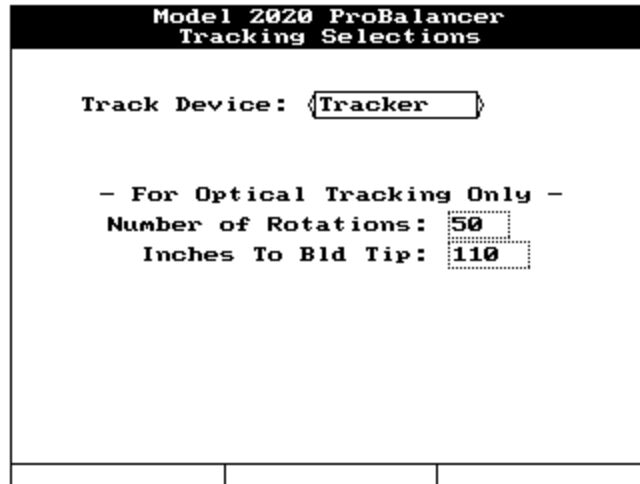 Model 2020 ProBalancer
Tracking Selections
Track Device: Tracker
- For Optical Tracking Only -
Number of Rotations: 50
Inches To Bld Tip: 110